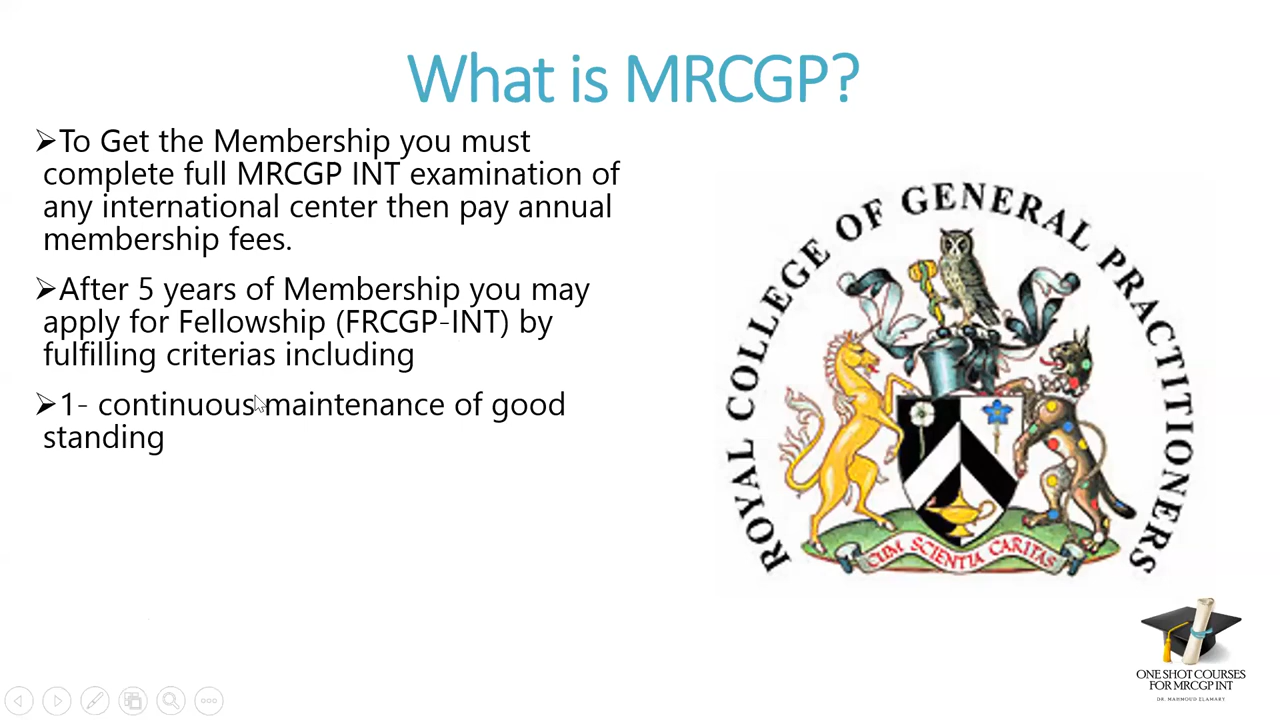 What is MRCGP?
➢To Get the Membership you must
complete full MRCGP INT examination of
any international center then pay annual
membership fees.
➢After 5 years of Membership you may
apply for Fellowship (FRCGP-INT) by
fulfilling criterias including
➢1- continuous maintenance of good
standing
ROYAL COLLEGE OF GENERAL PRACTITIONERS
CUM SCIENTIA CARITAS
ONE SHOT COURSES
FOR MRCGP INT
DR. MAHMOUD ELAMARY